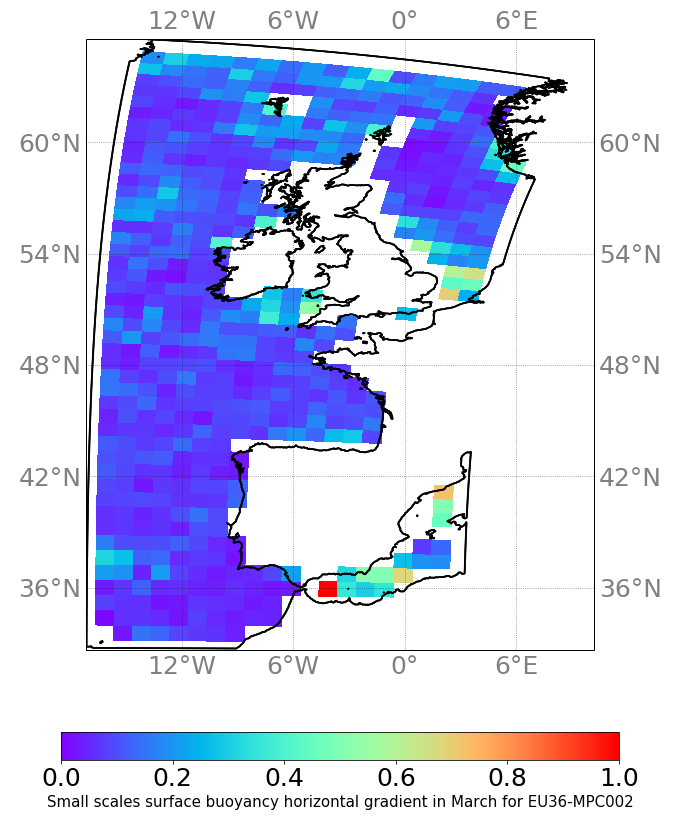 12°W 6°W 0° 6°E
60°N 60°N
54°N 54°N
48°N 48°N
42°N 42°N
36°N 36°N
12°W 6°W 0° 6°E
0.0 0.2 0.4 0.6 0.8 1.0
Small scales surface buoyancy horizontal gradient in March for EU36-MPC002